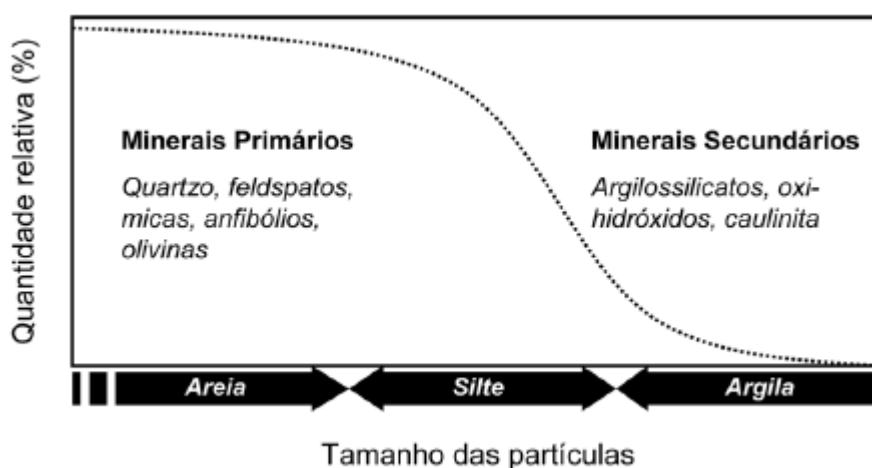 Quantidade relativa (%)
Minerais Primários
Quartzo, feldspatos,
micas, anfibólios,
olivinas
Minerais Secundários
Argilossilicatos, oxi-
hidróxidos, caulinita
Areia
Silte
Argila
Tamanho das partículas